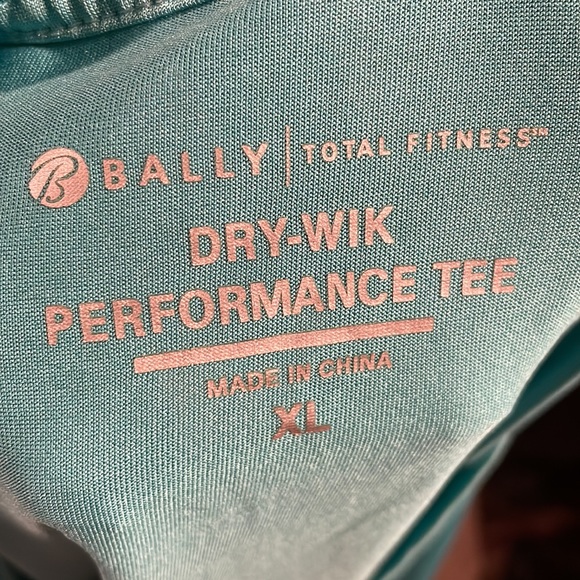 B BALLY | TOTAL FITNESS™
DRY-WIK
PERFORMANCE TEE
MADE IN CHINA
XL